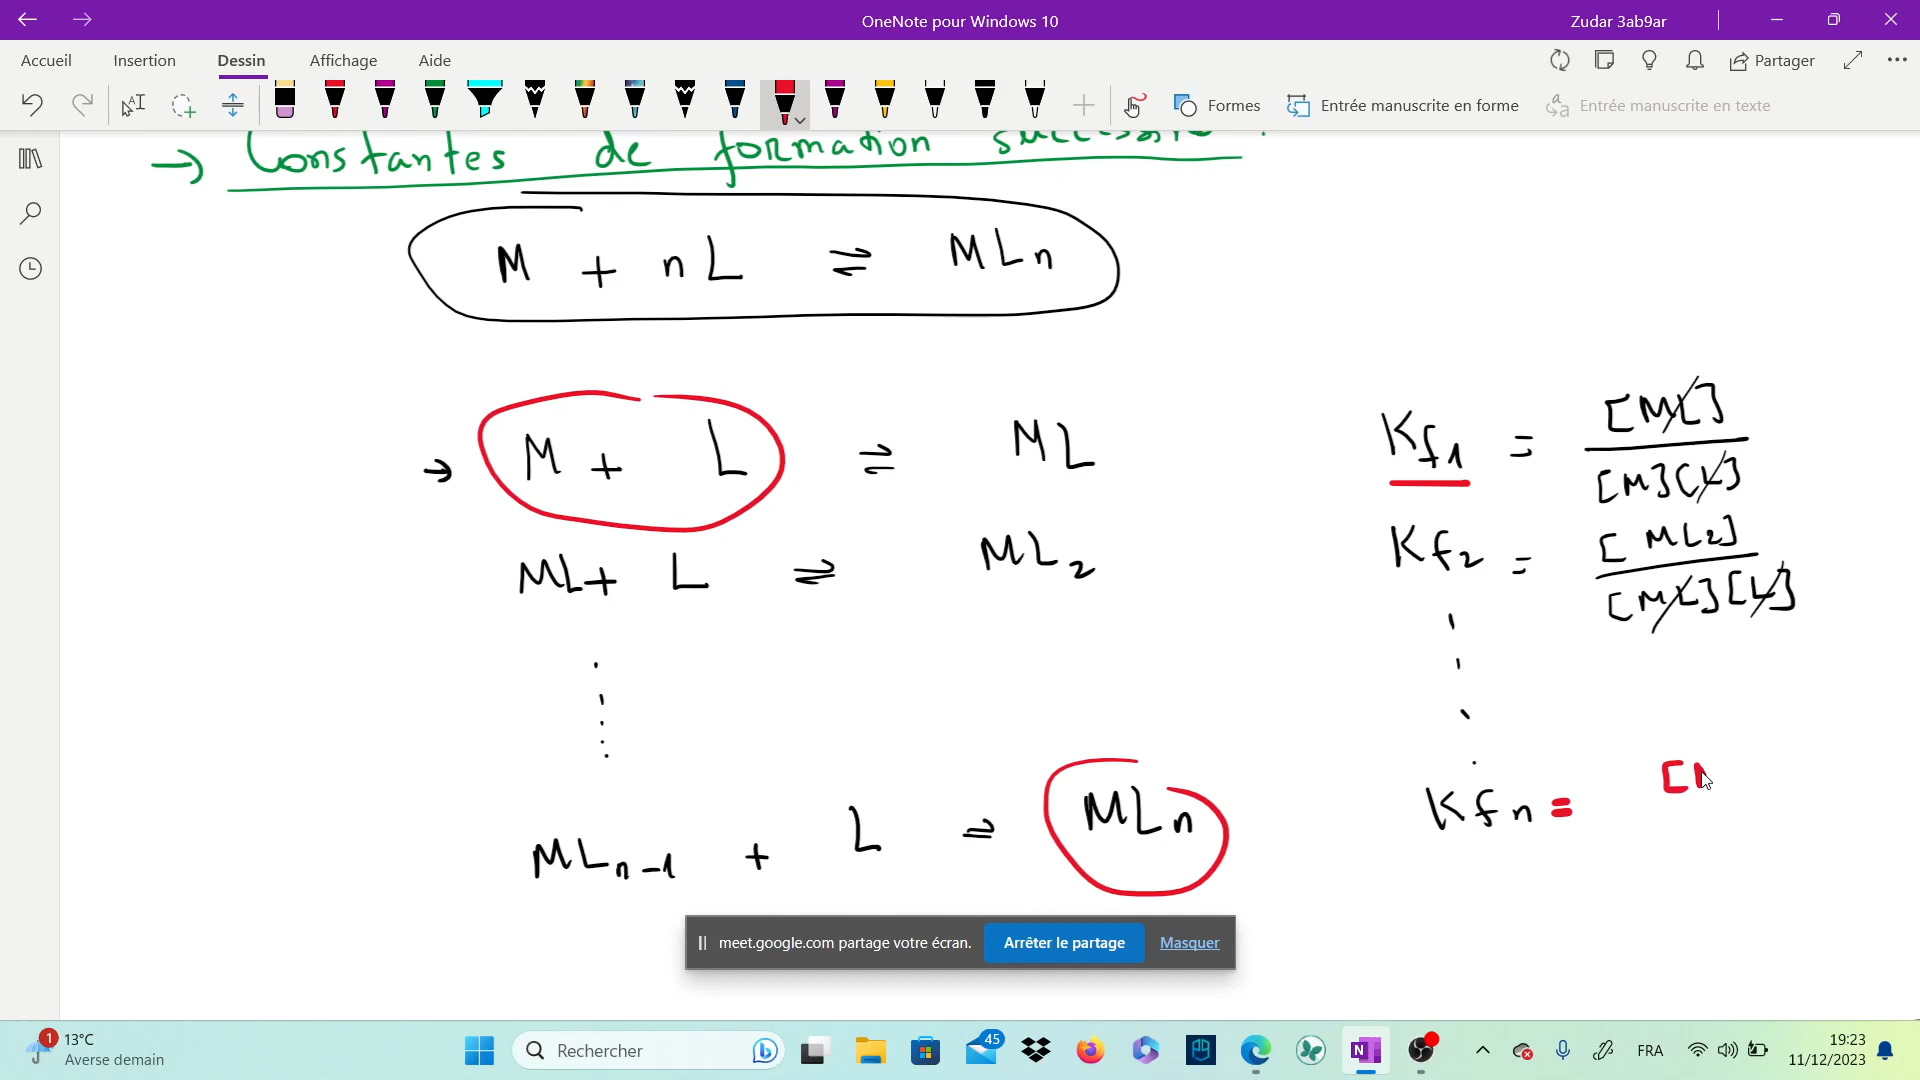 OneNote pour Windows 10
Zudar 3ab9ar
Accueil Insertion Dessin Affichage Aide
Partager
Formes Entrée manuscrite en forme Entrée manuscrite en texte
→ Constantes de formation
M + nL ⇌ MLn
→ M + L ⇌ ML Kf1 = [ML] / [M][L]
ML + L ⇌ ML2 Kf2 = [ML2] / [ML][L]
MLn-1 + L ⇌ MLn Kfn = [
meet.google.com partage votre écran. Arrêter le partage Masquer
1 13°C
Averse demain
Rechercher
45
FRA
19:23
11/12/2023